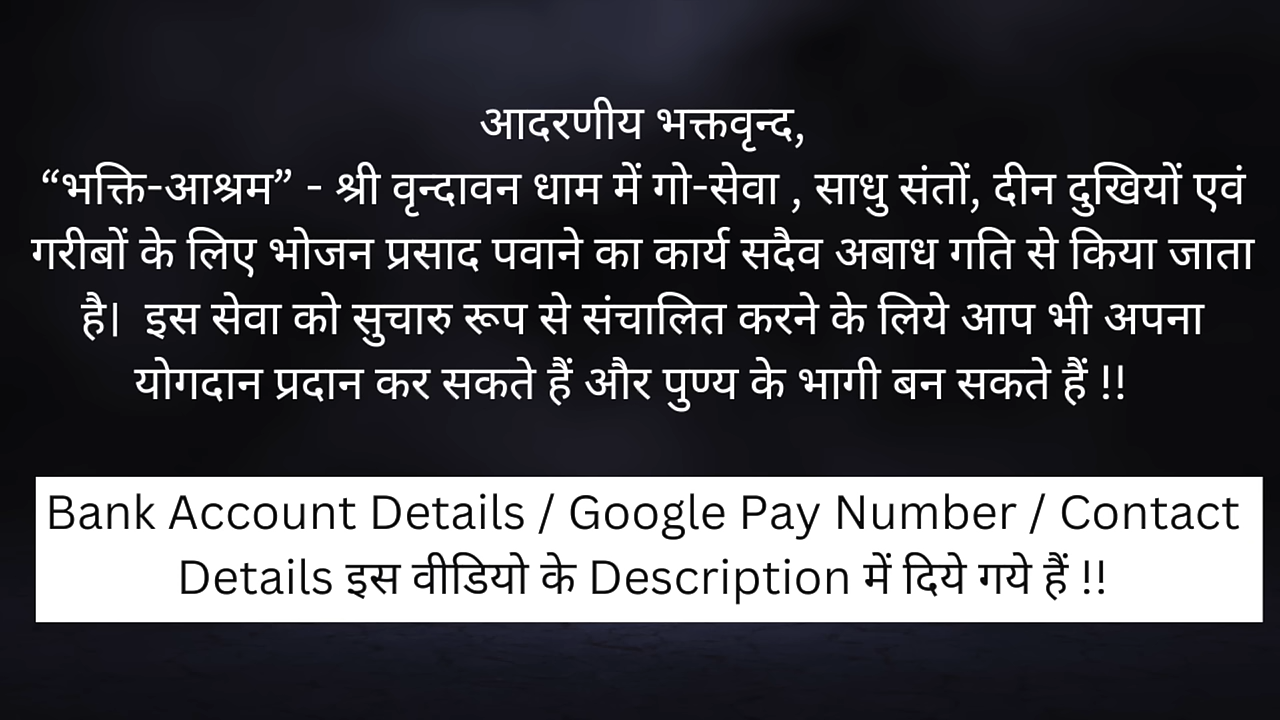 आदरणीय भक्तवृन्द,
“भक्ति-आश्रम” - श्री वृन्दावन धाम में गो-सेवा , साधु संतों, दीन दुखियों एवं
गरीबों के लिए भोजन प्रसाद पवाने का कार्य सदैव अबाध गति से किया जाता
है। इस सेवा को सुचारु रूप से संचालित करने के लिये आप भी अपना
योगदान प्रदान कर सकते हैं और पुण्य के भागी बन सकते हैं !!
Bank Account Details / Google Pay Number / Contact
Details इस वीडियो के Description में दिये गये हैं !!